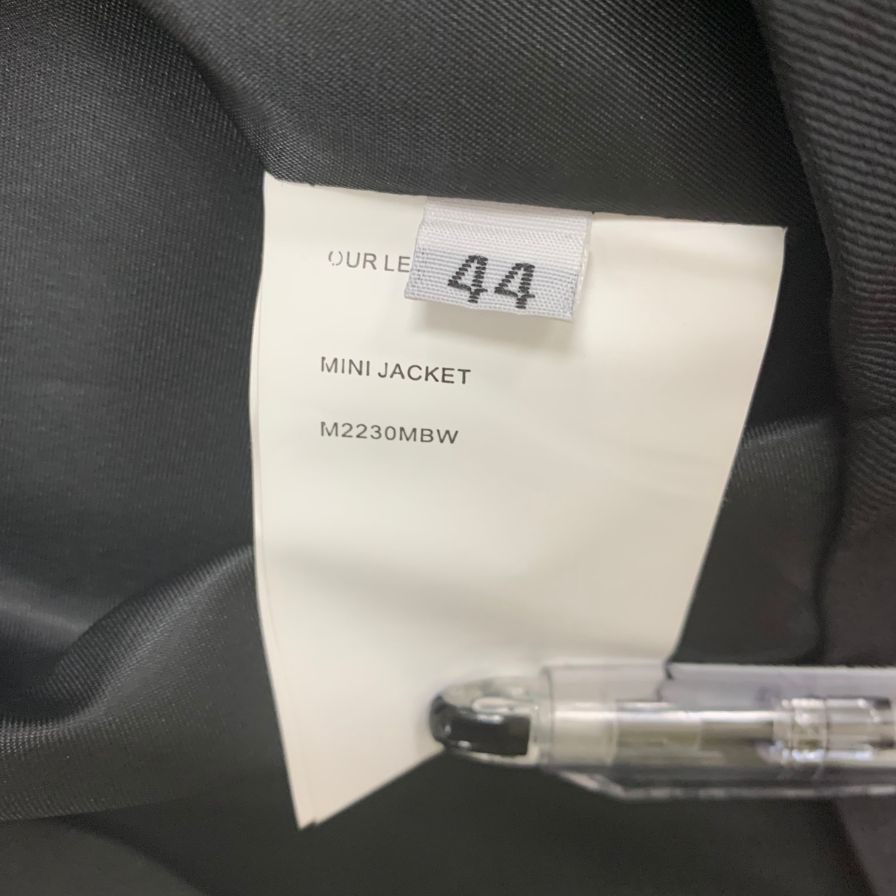 OUR LE
44
MINI JACKET
M2230MBW